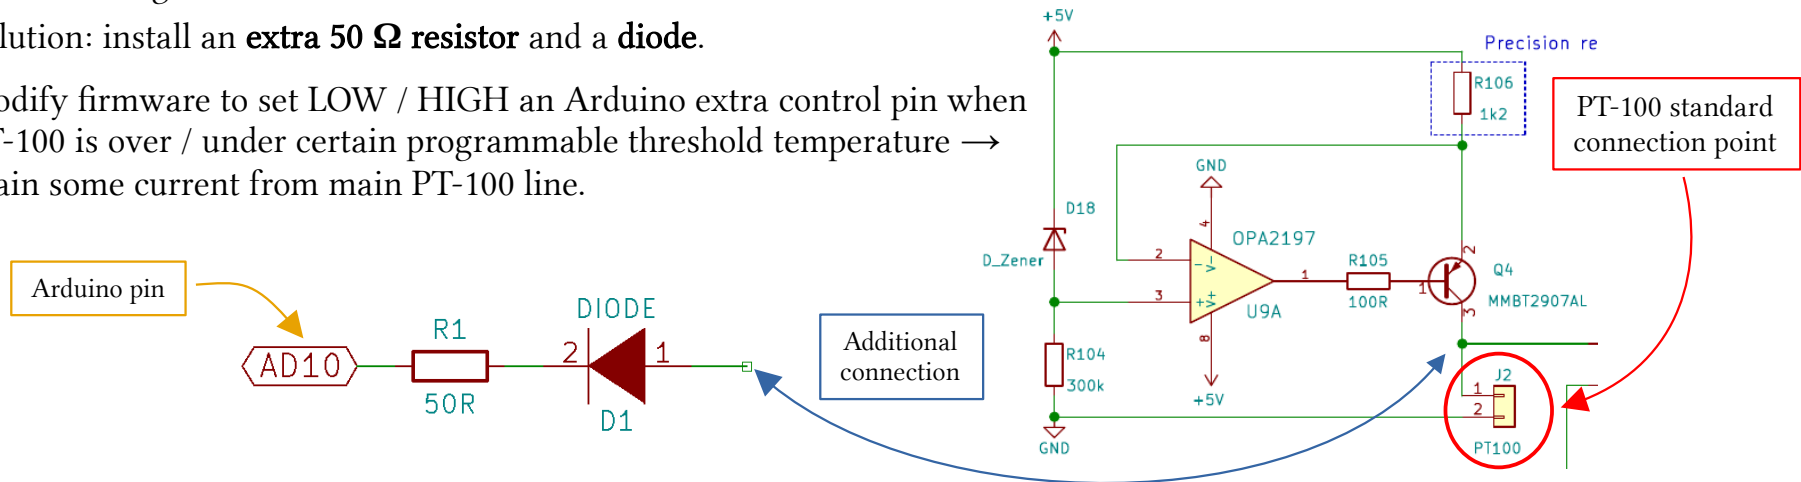 lution: install an extra 50 Ω resistor and a diode.
odify firmware to set LOW / HIGH an Arduino extra control pin when
T-100 is over / under certain programmable threshold temperature →
ain some current from main PT-100 line.
Arduino pin
AD10
R1
50R
2
DIODE
1
D1
Additional
connection
+5V
Precision re
R106
1k2
PT-100 standard
connection point
GND
D18
D_Zener
4
OPA2197
2
3
- V-
+ V+
1
U9A
8
+5V
R105
100R
1
2
Q4
MMBT2907AL
3
R104
300k
GND
J2
1
2
PT100